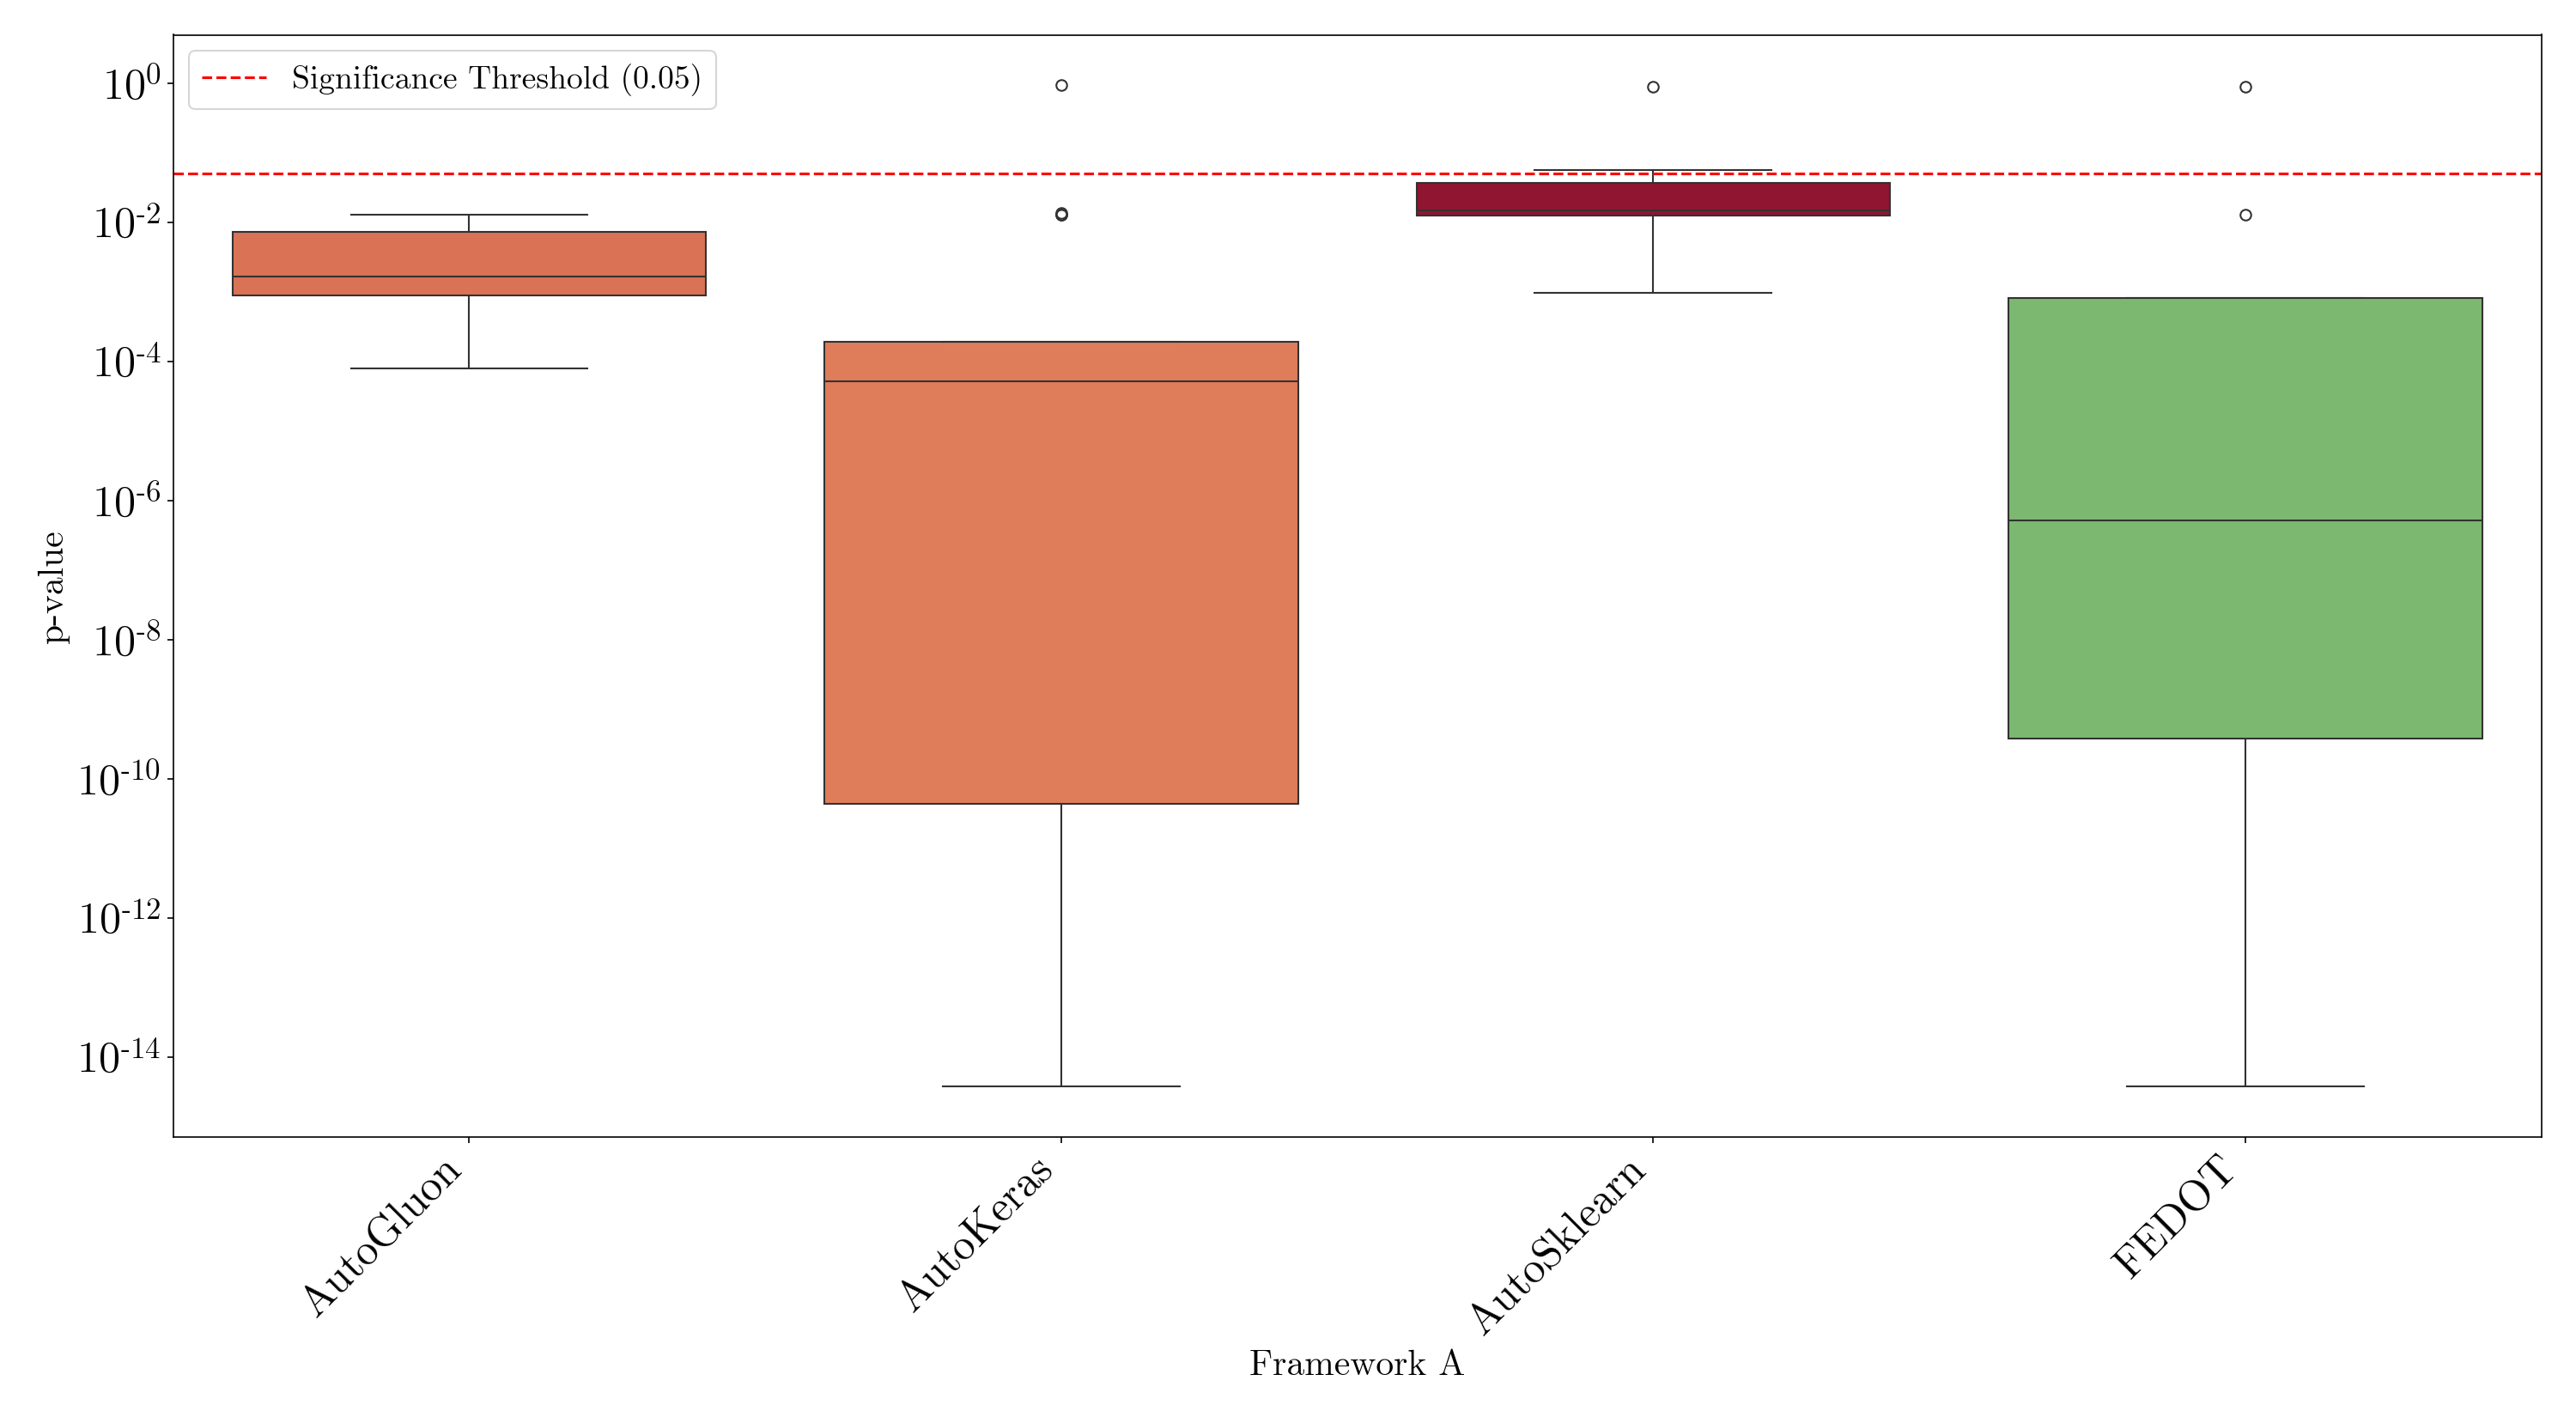 Significance Threshold (0.05)
10^0
10^-2
10^-4
10^-6
10^-8
10^-10
10^-12
10^-14
p-value
AutoGluon
AutoKeras
AutoSklearn
FEDOT
Framework A